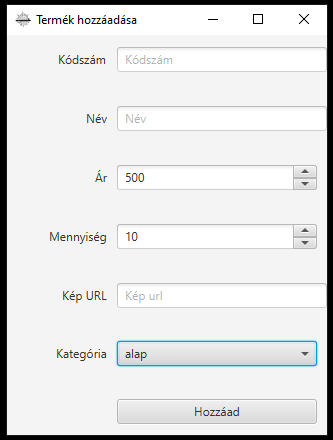 Termék hozzáadása
Kódszám Kódszám
Név Név
Ár 500
Mennyiség 10
Kép URL Kép url
Kategória alap
Hozzáad